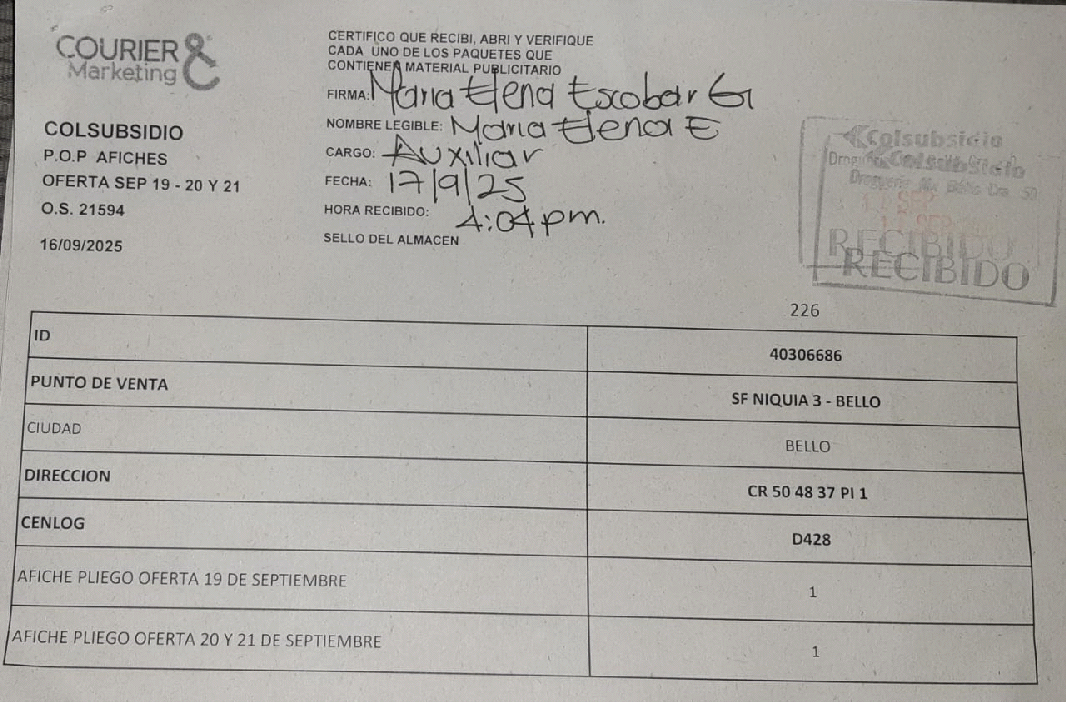 COURIER &
Marketing
COLSUBSIDIO
P.O.P AFICHES
OFERTA SEP 19 - 20 Y 21
O.S. 21594
16/09/2025
CERTIFICO QUE RECIBI, ABRI Y VERIFIQUE
CADA UNO DE LOS PAQUETES QUE
CONTIENEN MATERIAL PUBLICITARIO
FIRMA: Maria Elena Escobar G
NOMBRE LEGIBLE: Maria Elena E
CARGO: Auxiliar
FECHA: 17/9/25
HORA RECIBIDO: 4:04 pm.
SELLO DEL ALMACEN
Colsubsidio
Colsubsidio
SEP
SEP
RECIBIDO
RECIBIDO
226
ID 40306686
PUNTO DE VENTA SF NIQUIA 3 - BELLO
CIUDAD BELLO
DIRECCION CR 50 48 37 PI 1
CENLOG D428
AFICHE PLIEGO OFERTA 19 DE SEPTIEMBRE 1
AFICHE PLIEGO OFERTA 20 Y 21 DE SEPTIEMBRE 1